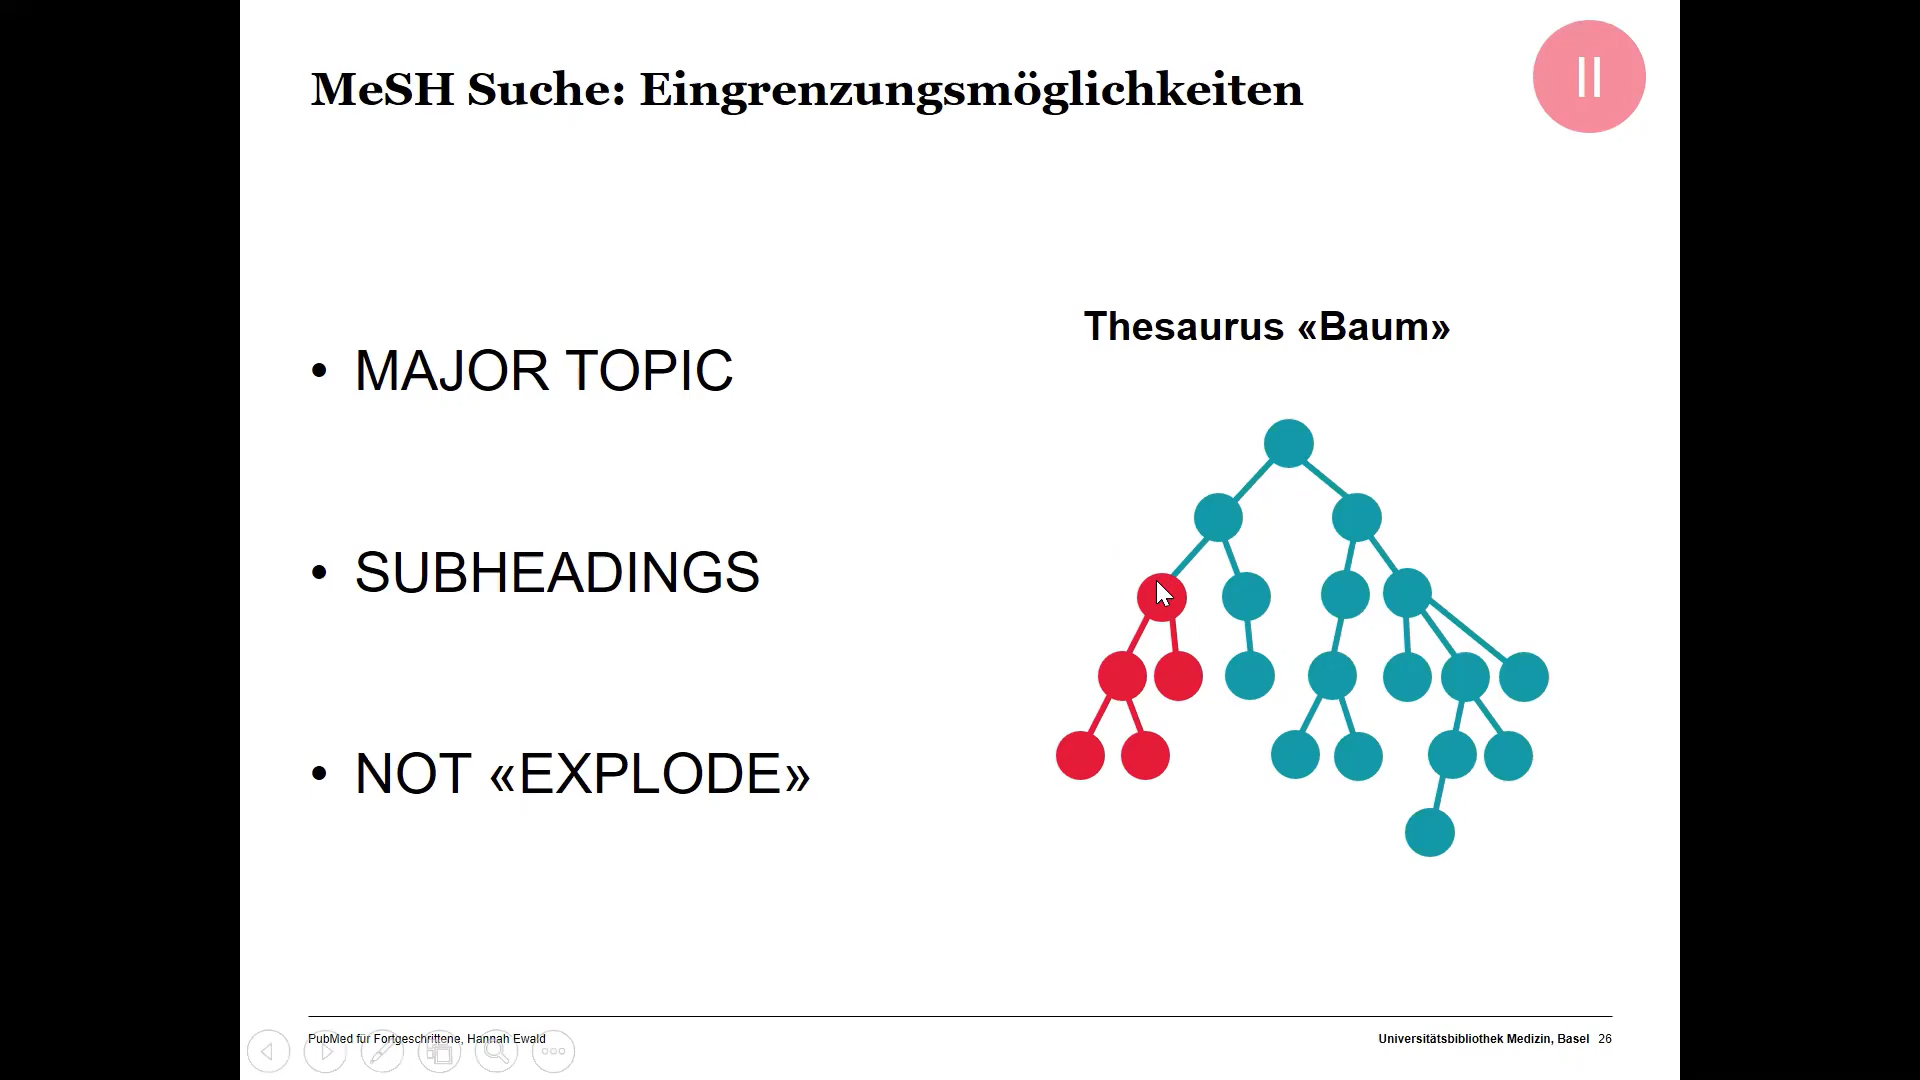 MeSH Suche: Eingrenzungsmöglichkeiten
Thesaurus «Baum»
• MAJOR TOPIC
• SUBHEADINGS
• NOT «EXPLODE»
PubMed für Fortgeschrittene, Hannah Ewald
Universitätsbibliothek Medizin, Basel 26